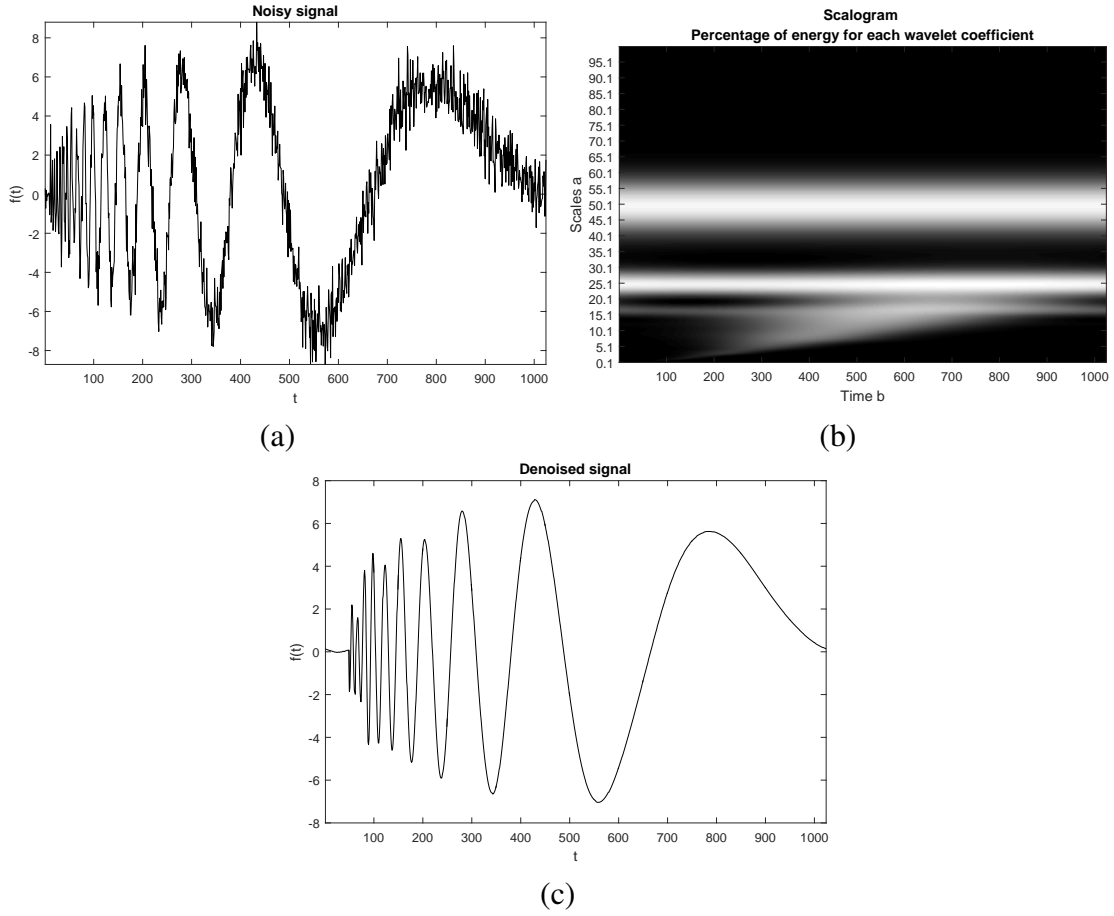 Noisy signal
8
6
4
2
0
-2
-4
-6
-8
f(t)
100 200 300 400 500 600 700 800 900 1000
t
(a)
Scalogram
Percentage of energy for each wavelet coefficient
95.1
90.1
85.1
80.1
75.1
70.1
65.1
60.1
55.1
50.1
45.1
40.1
35.1
30.1
25.1
20.1
15.1
10.1
5.1
0.1
Scales a
100 200 300 400 500 600 700 800 900 1000
Time b
(b)
Denoised signal
8
6
4
2
0
-2
-4
-6
-8
f(t)
100 200 300 400 500 600 700 800 900 1000
t
(c)